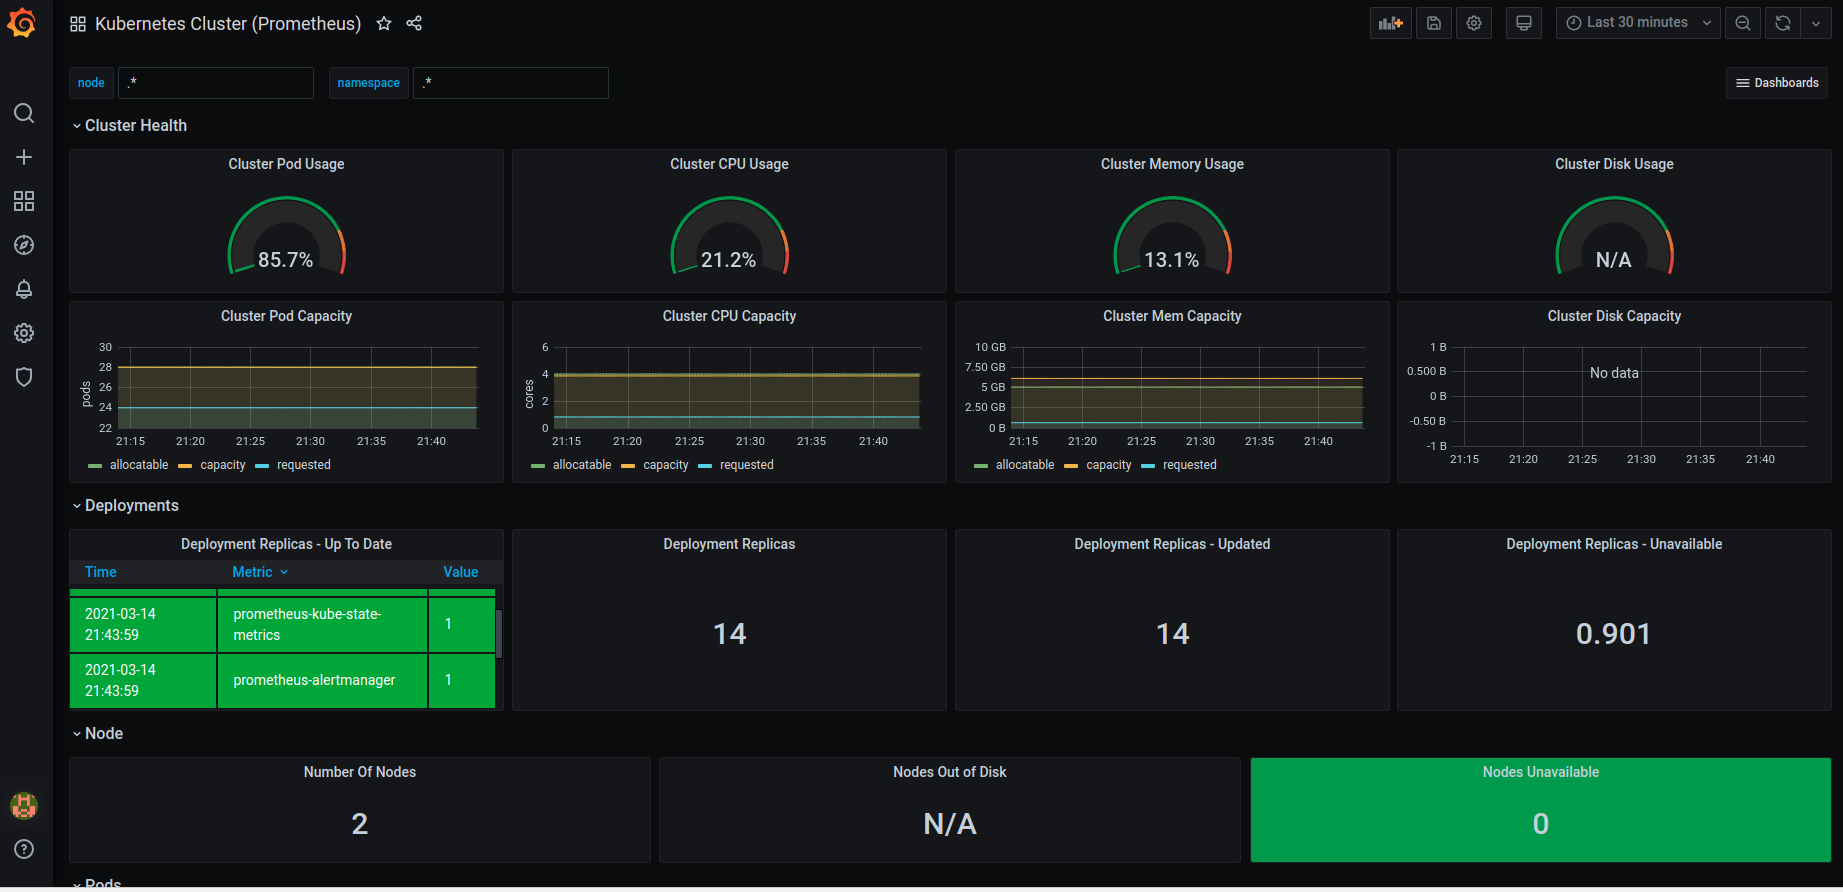 Kubernetes Cluster (Prometheus)
Last 30 minutes
node .* namespace .*
Dashboards
Cluster Health
Cluster Pod Usage
85.7%
Cluster CPU Usage
21.2%
Cluster Memory Usage
13.1%
Cluster Disk Usage
N/A
Cluster Pod Capacity
pods
30
28
26
24
22
21:15 21:20 21:25 21:30 21:35 21:40
allocatable capacity requested
Cluster CPU Capacity
cores
6
4
2
0
21:15 21:20 21:25 21:30 21:35 21:40
allocatable capacity requested
Cluster Mem Capacity
10 GB
7.50 GB
5 GB
2.50 GB
0 B
21:15 21:20 21:25 21:30 21:35 21:40
allocatable capacity requested
Cluster Disk Capacity
1 B
0.500 B
0 B
-0.50 B
-1 B
No data
21:15 21:20 21:25 21:30 21:35 21:40
Deployments
Deployment Replicas - Up To Date
Time Metric Value
2021-03-14
21:43:59
prometheus-kube-state-
metrics
1
2021-03-14
21:43:59
prometheus-alertmanager
1
Deployment Replicas
14
Deployment Replicas - Updated
14
Deployment Replicas - Unavailable
0.901
Node
Number Of Nodes
2
Nodes Out of Disk
N/A
Nodes Unavailable
0
Pods